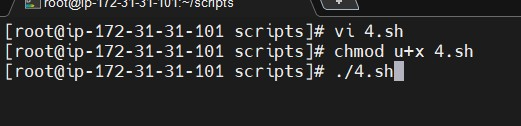 root@ip-172-31-31-101:~/scripts
+
[root@ip-172-31-31-101 scripts]# vi 4.sh
[root@ip-172-31-31-101 scripts]# chmod u+x 4.sh
[root@ip-172-31-31-101 scripts]# ./4.sh